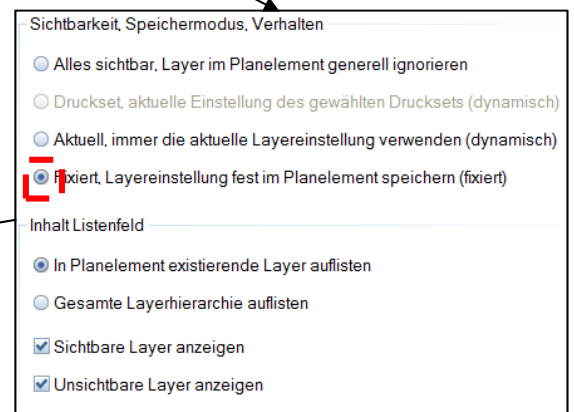 Sichtbarkeit, Speichermodus, Verhalten
Alles sichtbar, Layer im Planelement generell ignorieren
Druckset, aktuelle Einstellung des gewählten Drucksets (dynamisch)
Aktuell, immer die aktuelle Layereinstellung verwenden (dynamisch)
Fixiert, Layereinstellung fest im Planelement speichern (fixiert)
Inhalt Listenfeld
In Planelement existierende Layer auflisten
Gesamte Layerhierarchie auflisten
Sichtbare Layer anzeigen
Unsichtbare Layer anzeigen